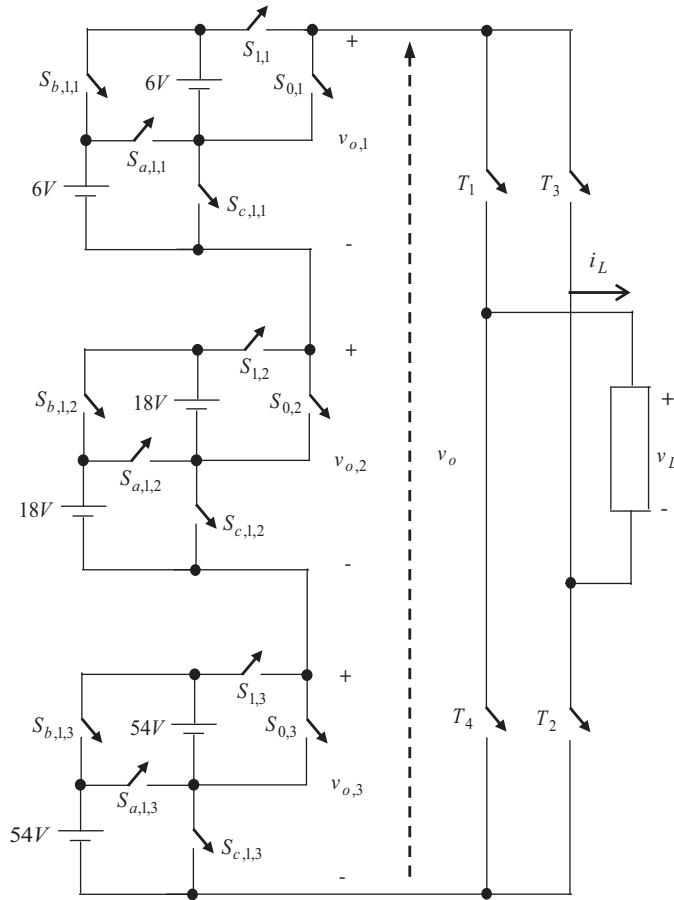 S_{1,1}
+
S_{b,1,1}
6V
S_{0,1}
v_{o,1}
S_{a,1,1}
T_1
T_3
6V
S_{c,1,1}
-
i_L
+
S_{1,2}
S_{b,1,2}
18V
S_{0,2}
+
v_{o,2}
v_o
v_L
S_{a,1,2}
18V
S_{c,1,2}
-
-
+
S_{1,3}
S_{b,1,3}
54V
S_{0,3}
T_4
T_2
v_{o,3}
S_{a,1,3}
54V
S_{c,1,3}
-